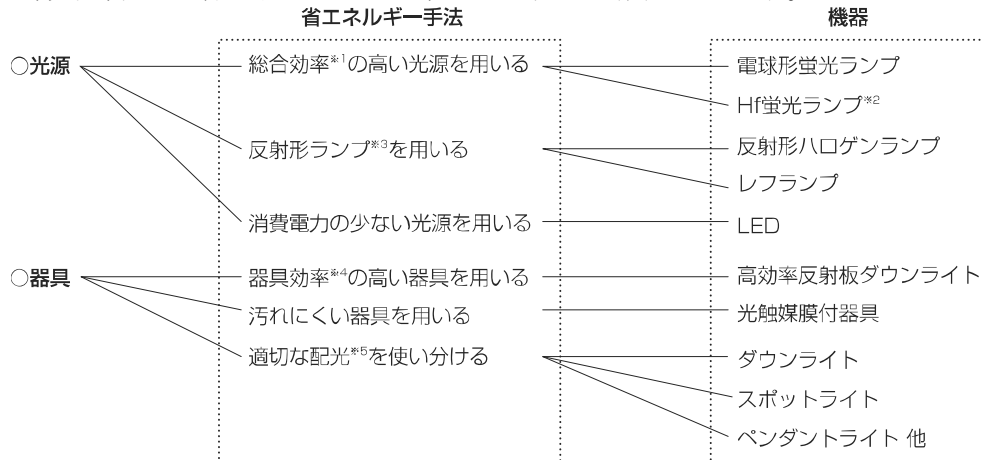 省エネルギー手法 機器
○光源 総合効率※1の高い光源を用いる 電球形蛍光ランプ
Hf蛍光ランプ※2
反射形ランプ※3を用いる 反射形ハロゲンランプ
レフランプ
消費電力の少ない光源を用いる LED
○器具 器具効率※4の高い器具を用いる 高効率反射板ダウンライト
汚れにくい器具を用いる 光触媒膜付器具
適切な配光※5を使い分ける ダウンライト
スポットライト
ペンダントライト 他